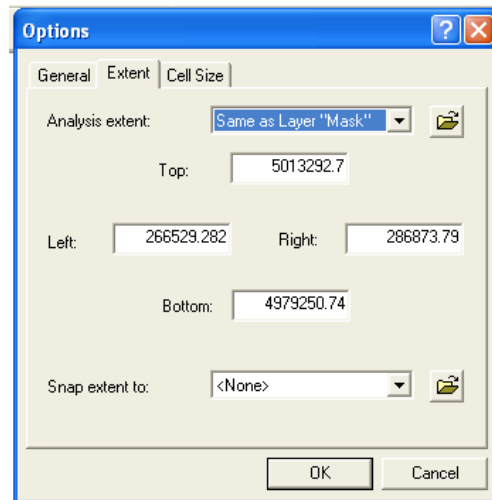 Options
General Extent Cell Size
Analysis extent: Same as Layer "Mask"
Top: 5013292.7
Left: 266529.282 Right: 286873.79
Bottom: 4979250.74
Snap extent to: <None>
OK Cancel